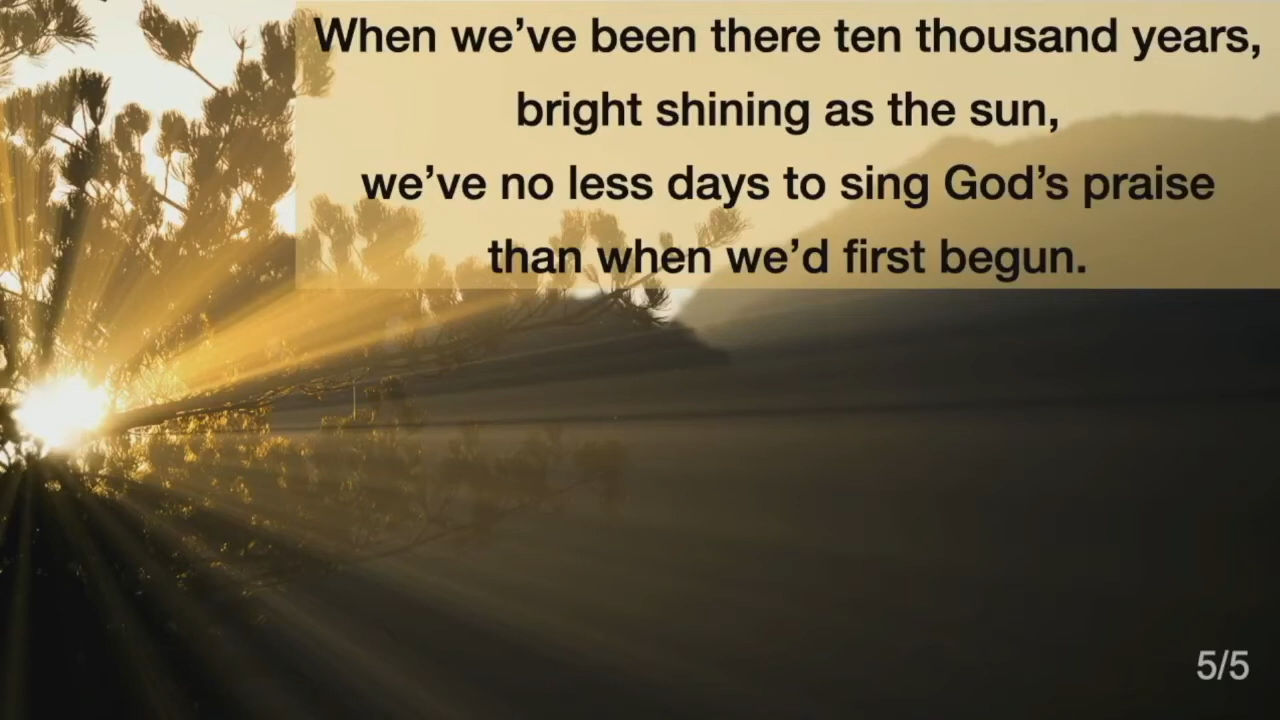 When we’ve been there ten thousand years,
bright shining as the sun,
we’ve no less days to sing God’s praise
than when we’d first begun.
5/5